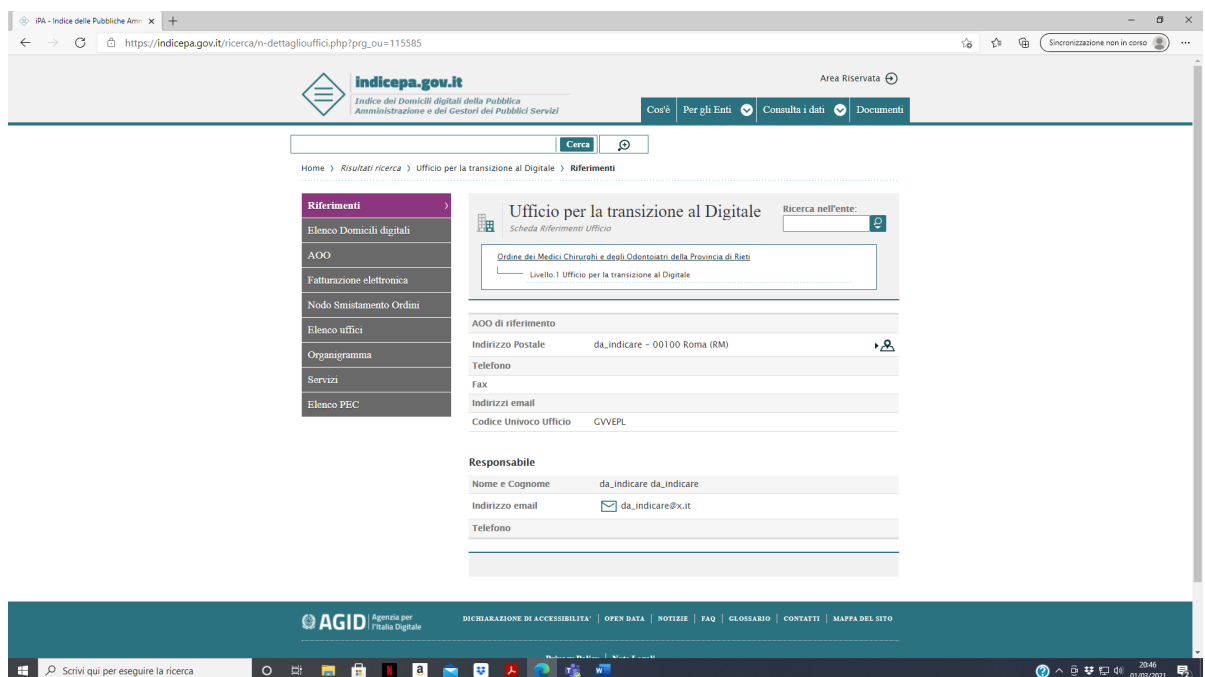 iPA - Indice delle Pubbliche Amm
https://indicepa.gov.it/ricerca/n-dettagliouffici.php?prg_ou=115585
Sincronizzazione non in corso
indicepa.gov.it
Indice dei Domicili digitali della Pubblica
Amministrazione e dei Gestori dei Pubblici Servizi
Area Riservata
Cos'è Per gli Enti Consulta i dati Documenti
Cerca
Home > Risultati ricerca > Ufficio per la transizione al Digitale > Riferimenti
Riferimenti
Elenco Domicili digitali
AOO
Fatturazione elettronica
Nodo Smistamento Ordini
Elenco uffici
Organigramma
Servizi
Elenco PEC
Ufficio per la transizione al Digitale
Scheda Riferimenti Ufficio
Ricerca nell'ente:
Ordine dei Medici Chirurghi e degli Odontoiatri della Provincia di Rieti
Livello.1 Ufficio per la transizione al Digitale
AOO di riferimento
Indirizzo Postale da_indicare - 00100 Roma (RM)
Telefono
Fax
Indirizzi email
Codice Univoco Ufficio GVVEPL
Responsabile
Nome e Cognome da_indicare da_indicare
Indirizzo email da_indicare@x.it
Telefono
AGID Agenzia per
l'Italia Digitale
DICHIARAZIONE DI ACCESSIBILITA' | OPEN DATA | NOTIZIE | FAQ | GLOSSARIO | CONTATTI | MAPPA DEL SITO
Privacy Policy | Note Legali
Scrivi qui per eseguire la ricerca
20:46
01/03/2021